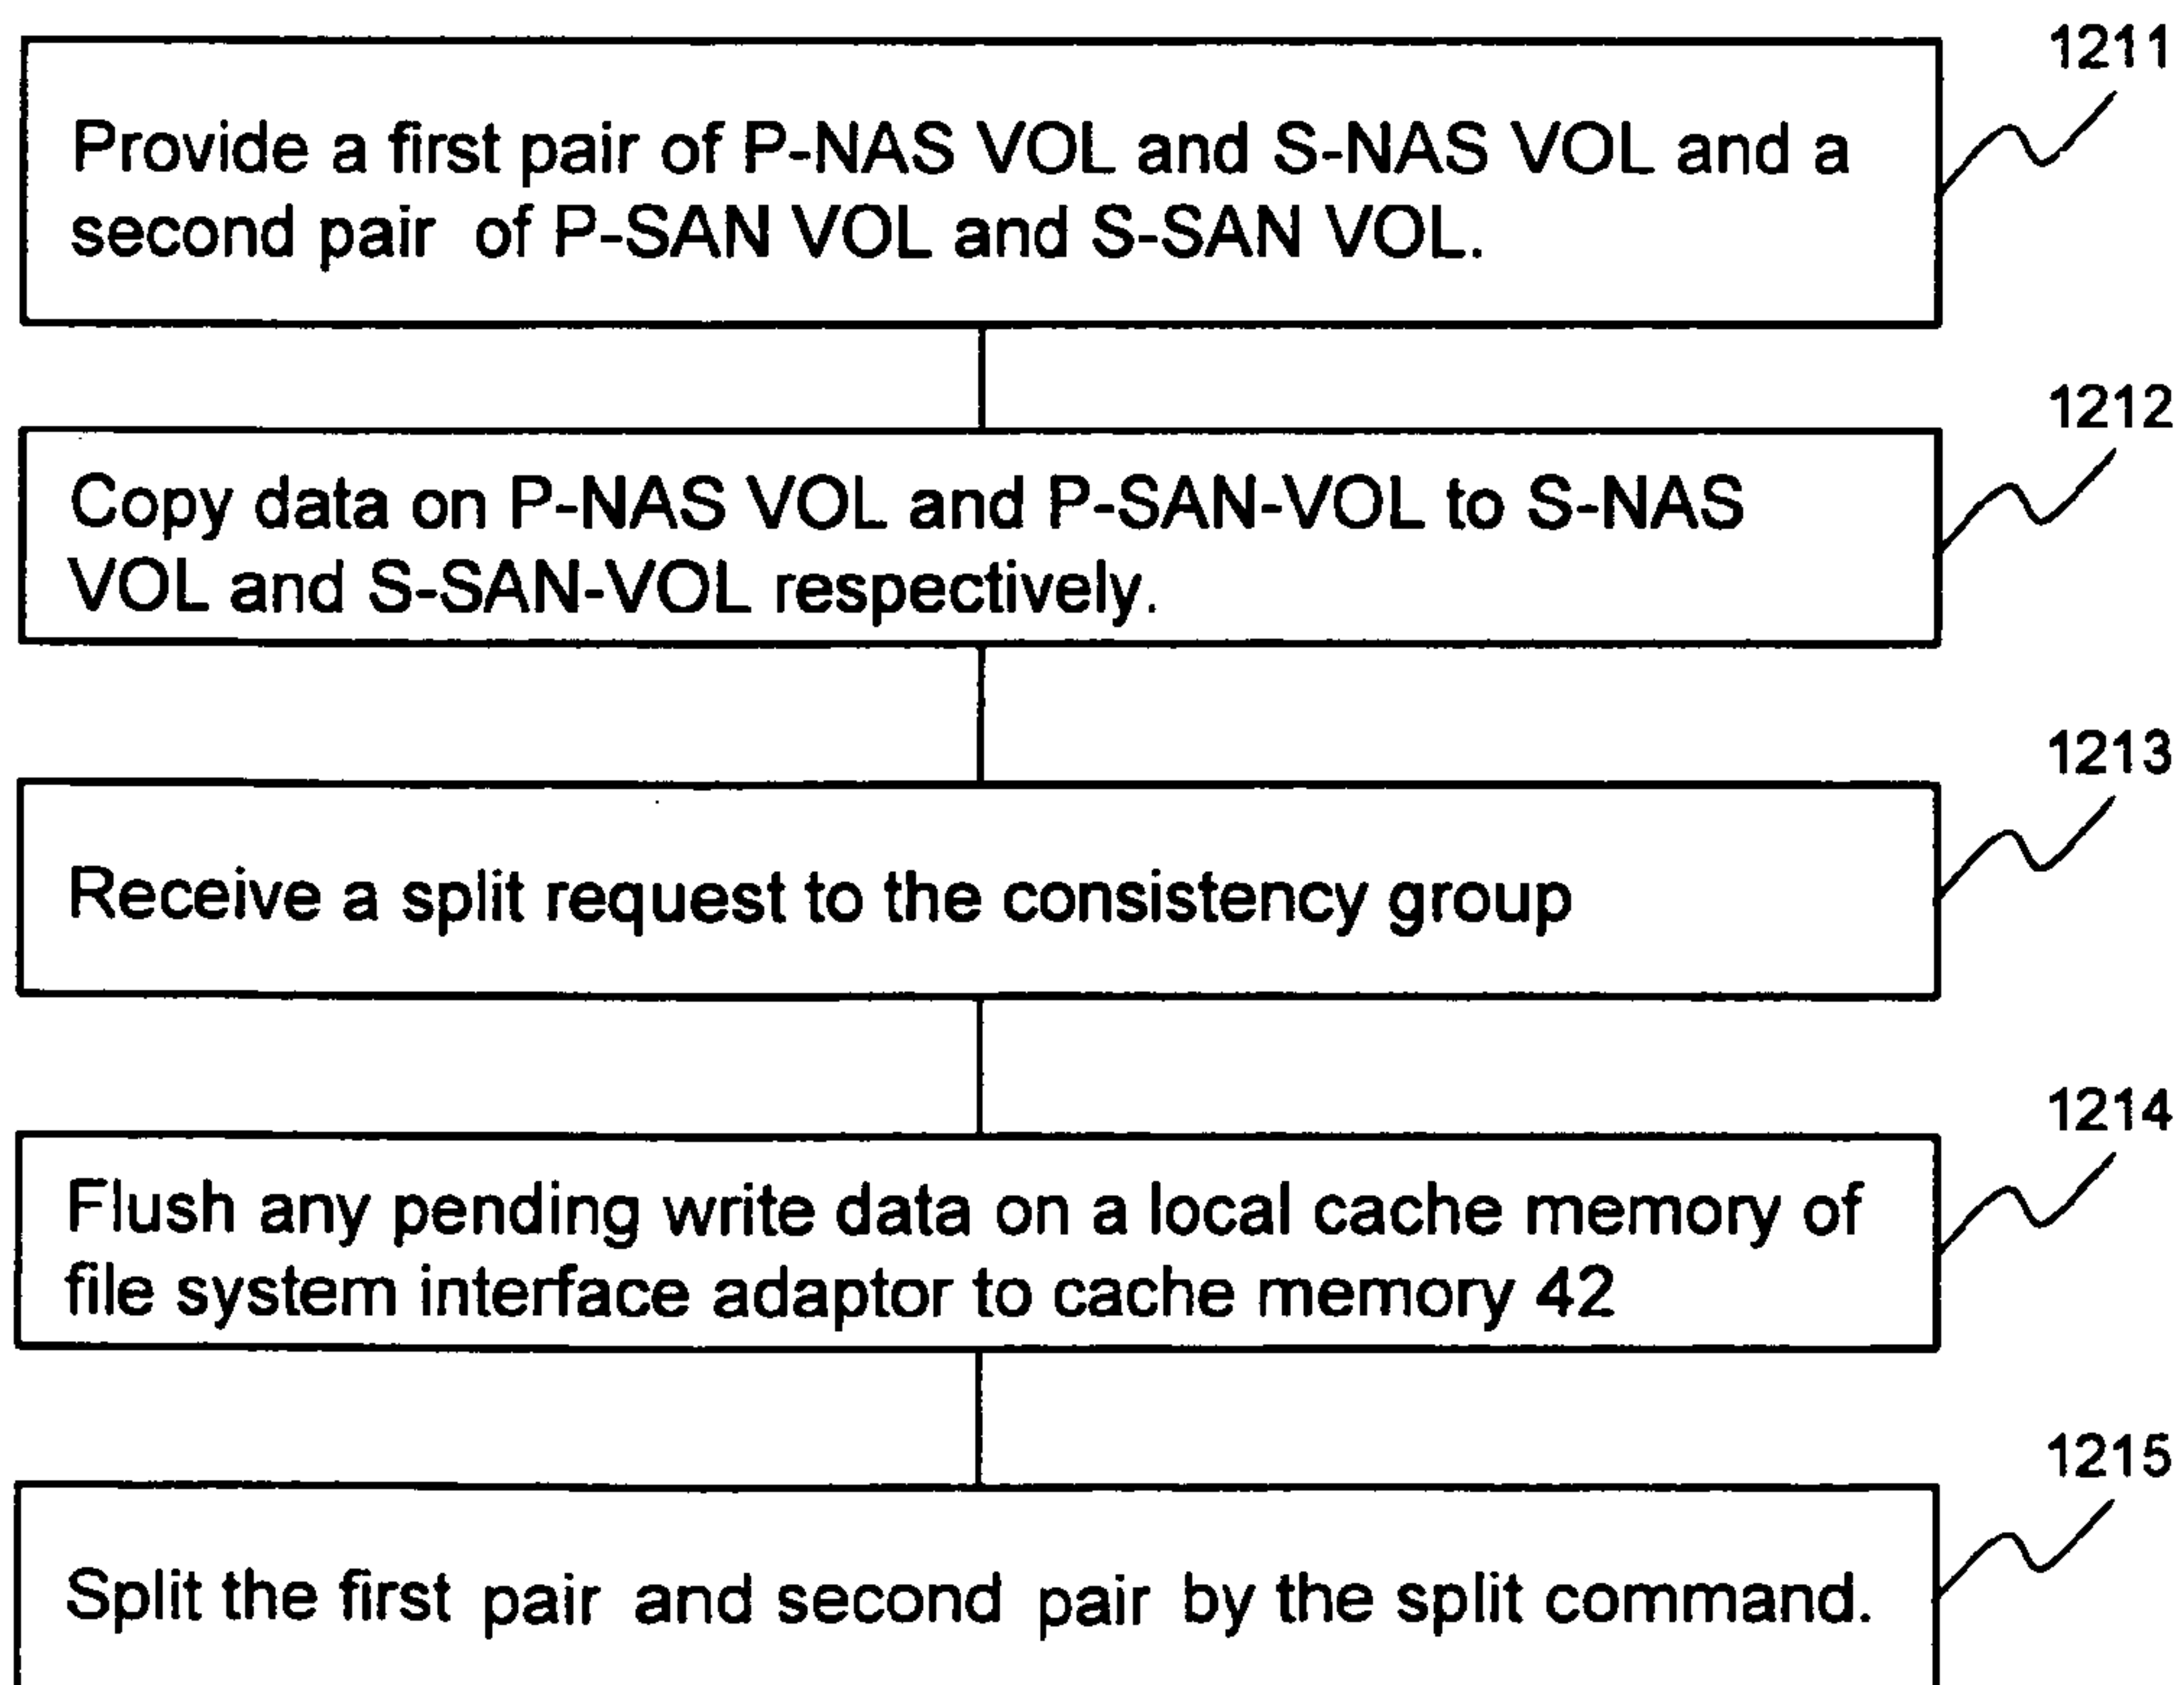 1211
Provide a first pair of P-NAS VOL and S-NAS VOL and a
second pair of P-SAN VOL and S-SAN VOL.
1212
Copy data on P-NAS VOL and P-SAN-VOL to S-NAS
VOL and S-SAN-VOL respectively.
1213
Receive a split request to the consistency group
1214
Flush any pending write data on a local cache memory of
file system interface adaptor to cache memory 42
1215
Split the first pair and second pair by the split command.